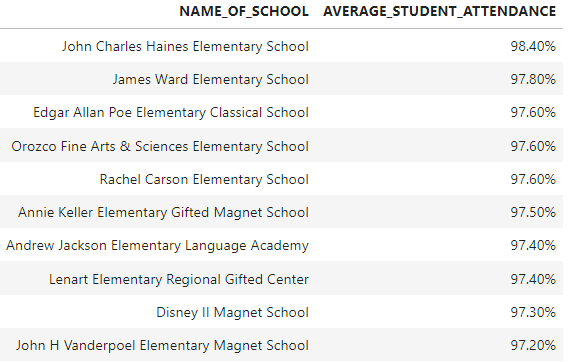 NAME_OF_SCHOOL AVERAGE_STUDENT_ATTENDANCE
John Charles Haines Elementary School 98.40%
James Ward Elementary School 97.80%
Edgar Allan Poe Elementary Classical School 97.60%
Orozco Fine Arts & Sciences Elementary School 97.60%
Rachel Carson Elementary School 97.60%
Annie Keller Elementary Gifted Magnet School 97.50%
Andrew Jackson Elementary Language Academy 97.40%
Lenart Elementary Regional Gifted Center 97.40%
Disney II Magnet School 97.30%
John H Vanderpoel Elementary Magnet School 97.20%